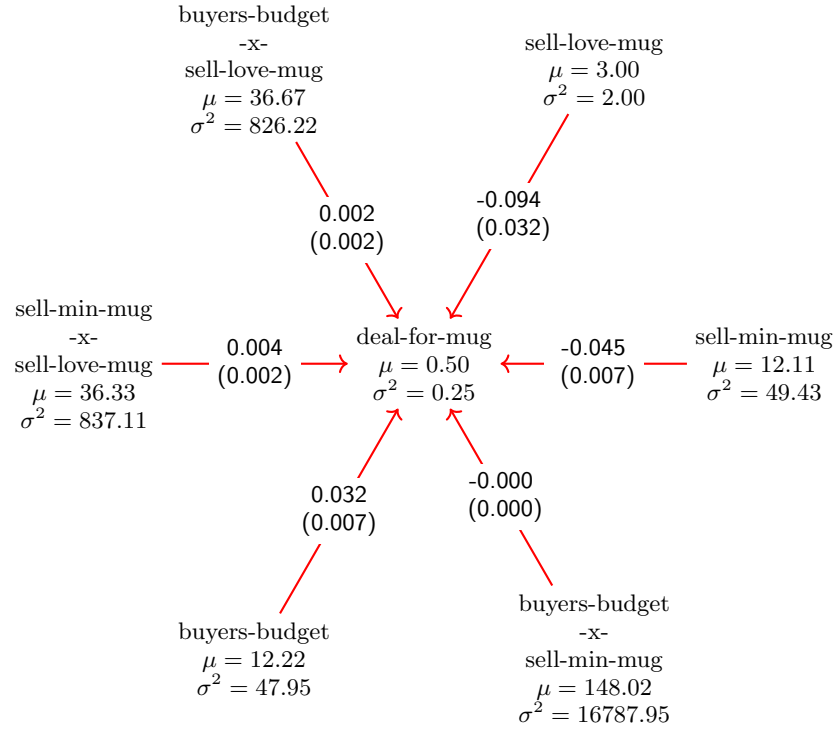 buyers-budget
-x-
sell-love-mug
μ = 36.67
σ² = 826.22
sell-love-mug
μ = 3.00
σ² = 2.00
0.002
(0.002)
-0.094
(0.032)
sell-min-mug
-x-
sell-love-mug
μ = 36.33
σ² = 837.11
0.004
(0.002)
deal-for-mug
μ = 0.50
σ² = 0.25
-0.045
(0.007)
sell-min-mug
μ = 12.11
σ² = 49.43
0.032
(0.007)
-0.000
(0.000)
buyers-budget
μ = 12.22
σ² = 47.95
buyers-budget
-x-
sell-min-mug
μ = 148.02
σ² = 16787.95